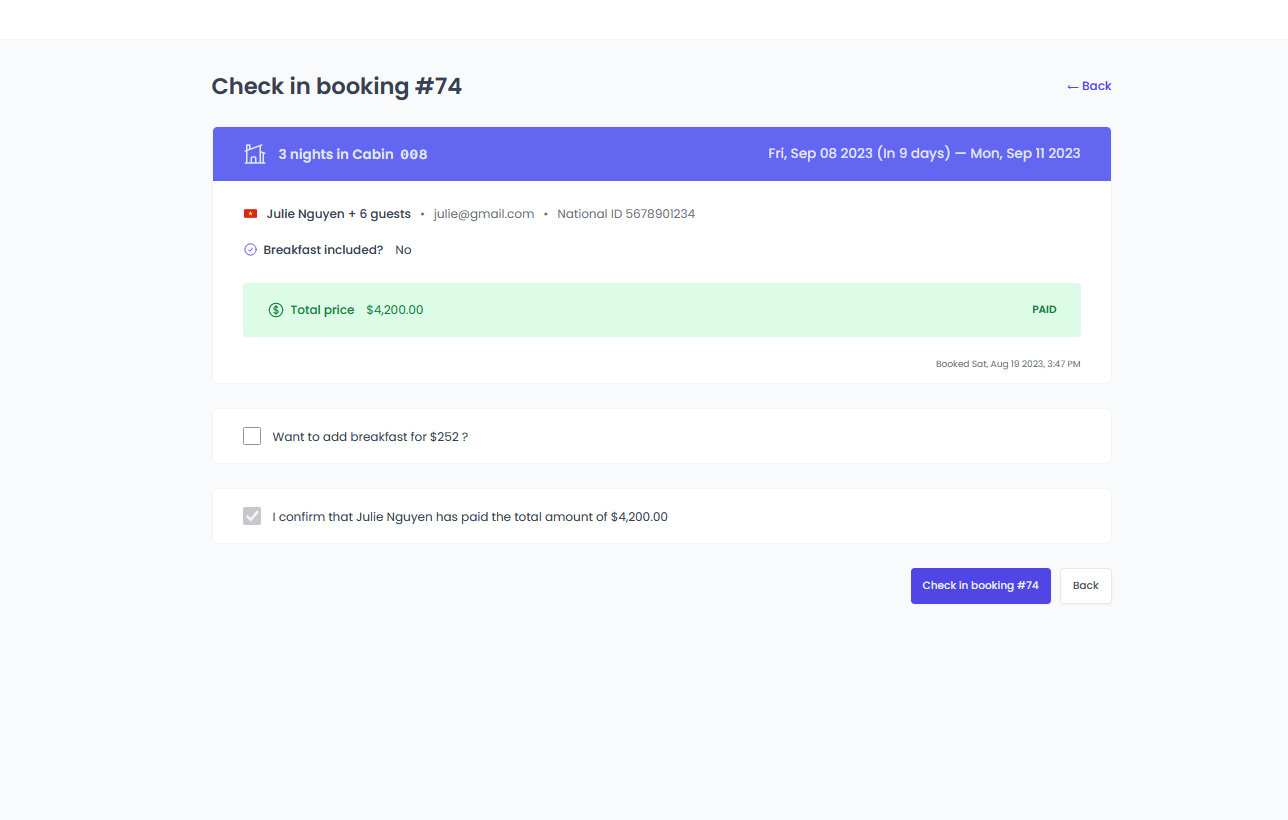 Check in booking #74
← Back
3 nights in Cabin 008
Fri, Sep 08 2023 (In 9 days) — Mon, Sep 11 2023
Julie Nguyen + 6 guests • julie@gmail.com • National ID 5678901234
Breakfast included? No
Total price $4,200.00
PAID
Booked Sat, Aug 19 2023, 3:47 PM
Want to add breakfast for $252 ?
I confirm that Julie Nguyen has paid the total amount of $4,200.00
Check in booking #74
Back